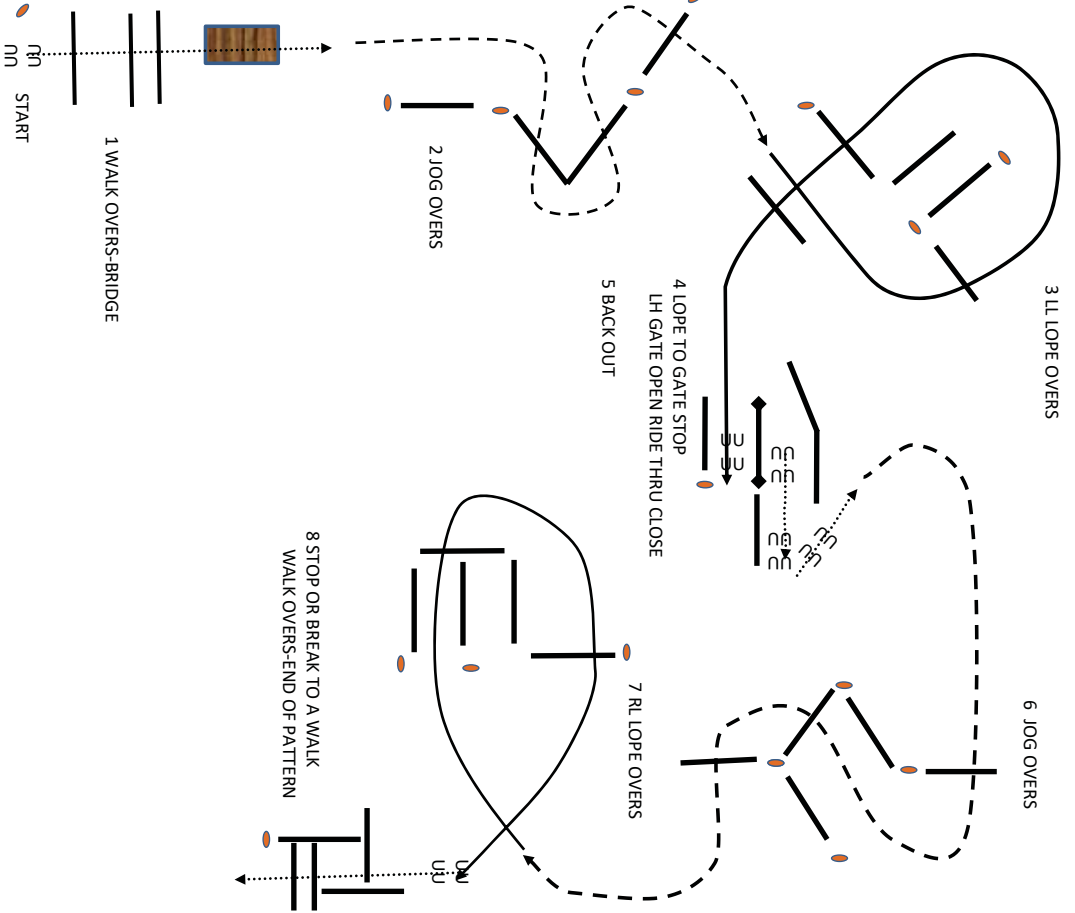 START
1 WALK OVERS-BRIDGE
2 JOG OVERS
3 LL LOPE OVERS
4 LOPE TO GATE STOP
LH GATE OPEN RIDE THRU CLOSE
5 BACK OUT
6 JOG OVERS
7 RL LOPE OVERS
8 STOP OR BREAK TO A WALK
WALK OVERS-END OF PATTERN